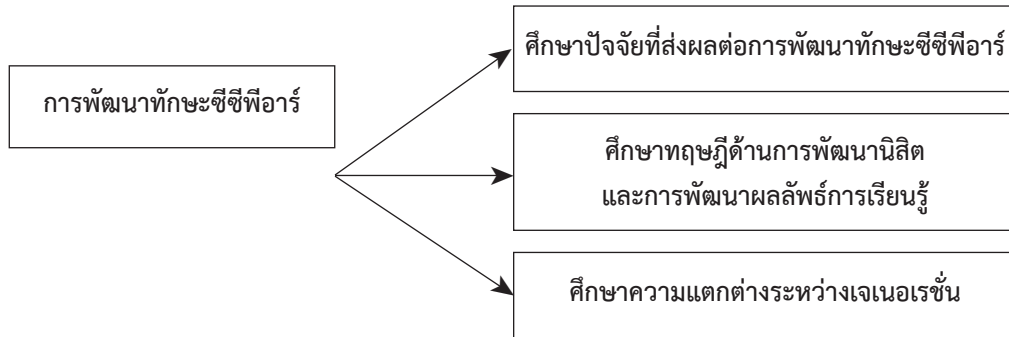 ศึกษาปัจจัยที่ส่งผลต่อการพัฒนาทักษะซีซีพีอาร์
การพัฒนาทักษะซีซีพีอาร์
ศึกษาทฤษฎีด้านการพัฒนานิสิต
และการพัฒนาผลลัพธ์การเรียนรู้
ศึกษาความแตกต่างระหว่างเจเนอเรชั่น